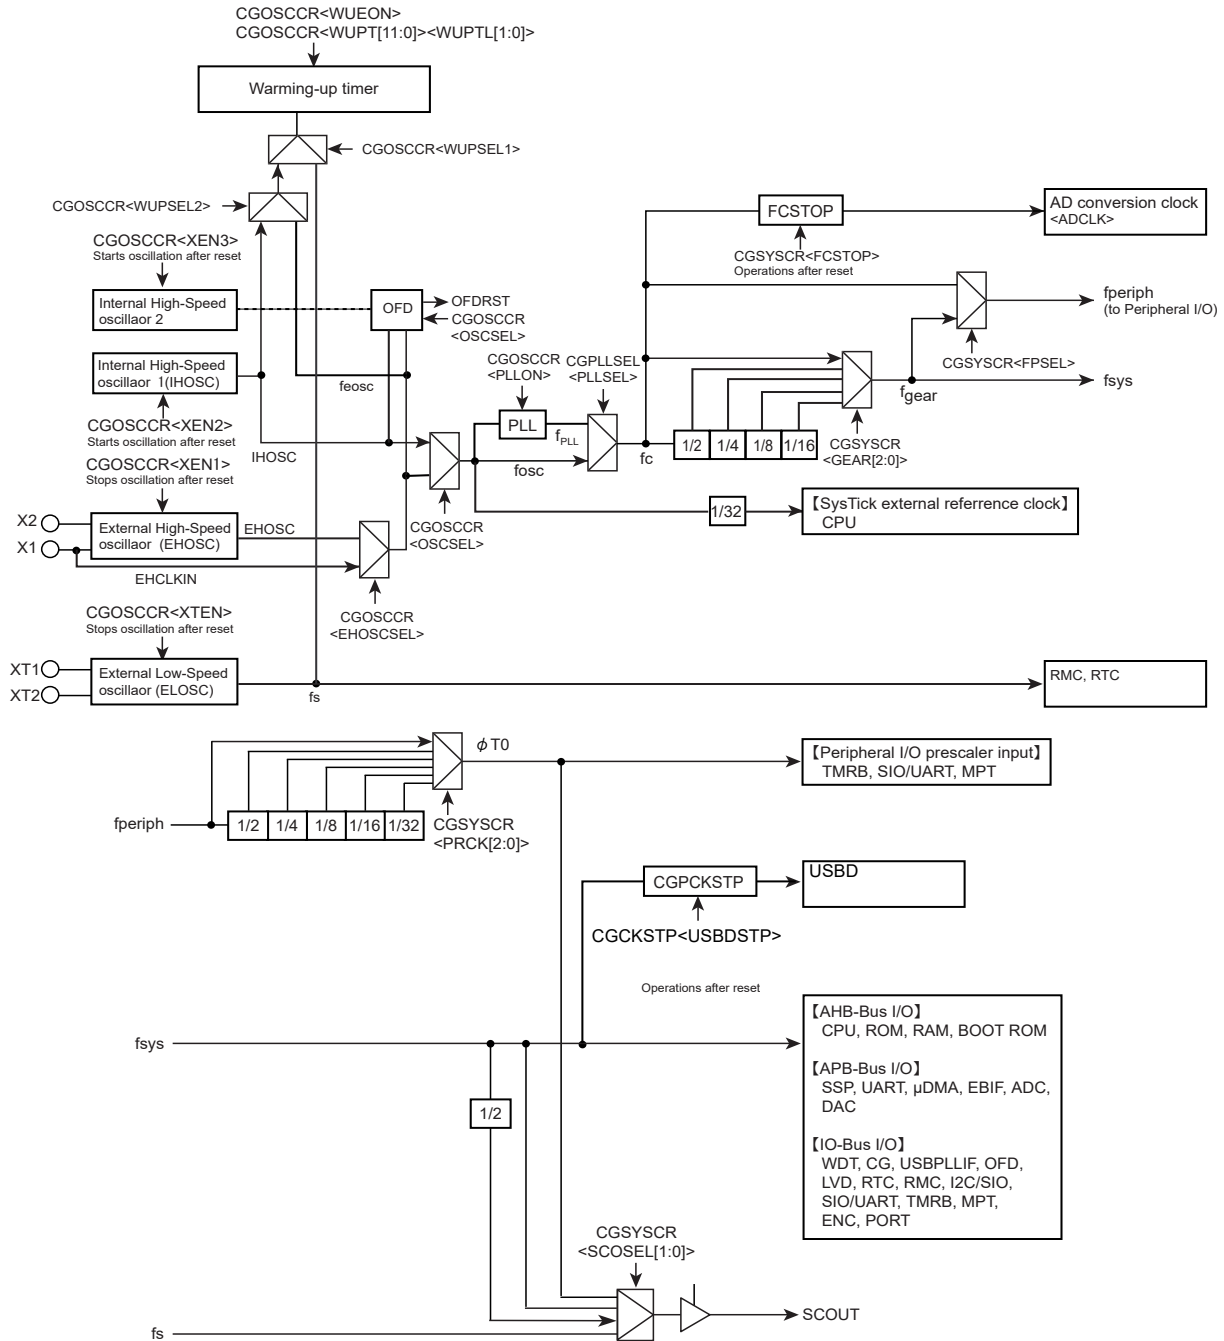 CGOSCCR<WUEON>
CGOSCCR<WUPT[11:0]><WUPTL[1:0]>
Warming-up timer
CGOSCCR<WUPSEL1>
CGOSCCR<WUPSEL2>
FCSTOP
AD conversion clock
<ADCLK>
CGOSCCR<XEN3>
Starts oscillation after reset
CGSYSCR<FCSTOP>
Operations after reset
Internal High-Speed
oscillaor 2
OFD
OFDRST
CGOSCCR
<OSCSEL>
fperiph
(to Peripheral I/O)
Internal High-Speed
oscillaor 1(IHOSC)
feosc
CGOSCCR
<PLLON>
CGPLLSEL
<PLLSEL>
CGSYSCR<FPSEL>
fgear
fsys
CGOSCCR<XEN2>
Starts oscillation after reset
IHOSC
PLL
fPLL
fosc
fc
1/2
1/4
1/8
1/16
CGSYSCR
<GEAR[2:0]>
CGOSCCR<XEN1>
Stops oscillation after reset
X2
X1
External High-Speed
oscillaor (EHOSC)
EHOSC
EHCLKIN
CGOSCCR
<OSCSEL>
1/32
【SysTick external referrence clock】
CPU
CGOSCCR
<EHOSCSEL>
CGOSCCR<XTEN>
Stops oscillation after reset
XT1
XT2
External Low-Speed
oscillaor (ELOSC)
fs
RMC, RTC
ϕT0
【Peripheral I/O prescaler input】
TMRB, SIO/UART, MPT
fperiph
1/2
1/4
1/8
1/16
1/32
CGSYSCR
<PRCK[2:0]>
CGPCKSTP
USBD
CGCKSTP<USBDSTP>
Operations after reset
fsys
【AHB-Bus I/O】
CPU, ROM, RAM, BOOT ROM
【APB-Bus I/O】
SSP, UART, µDMA, EBIF, ADC,
DAC
1/2
【IO-Bus I/O】
WDT, CG, USBPLLIF, OFD,
LVD, RTC, RMC, I2C/SIO,
SIO/UART, TMRB, MPT,
ENC, PORT
CGSYSCR
<SCOSEL[1:0]>
SCOUT
fs